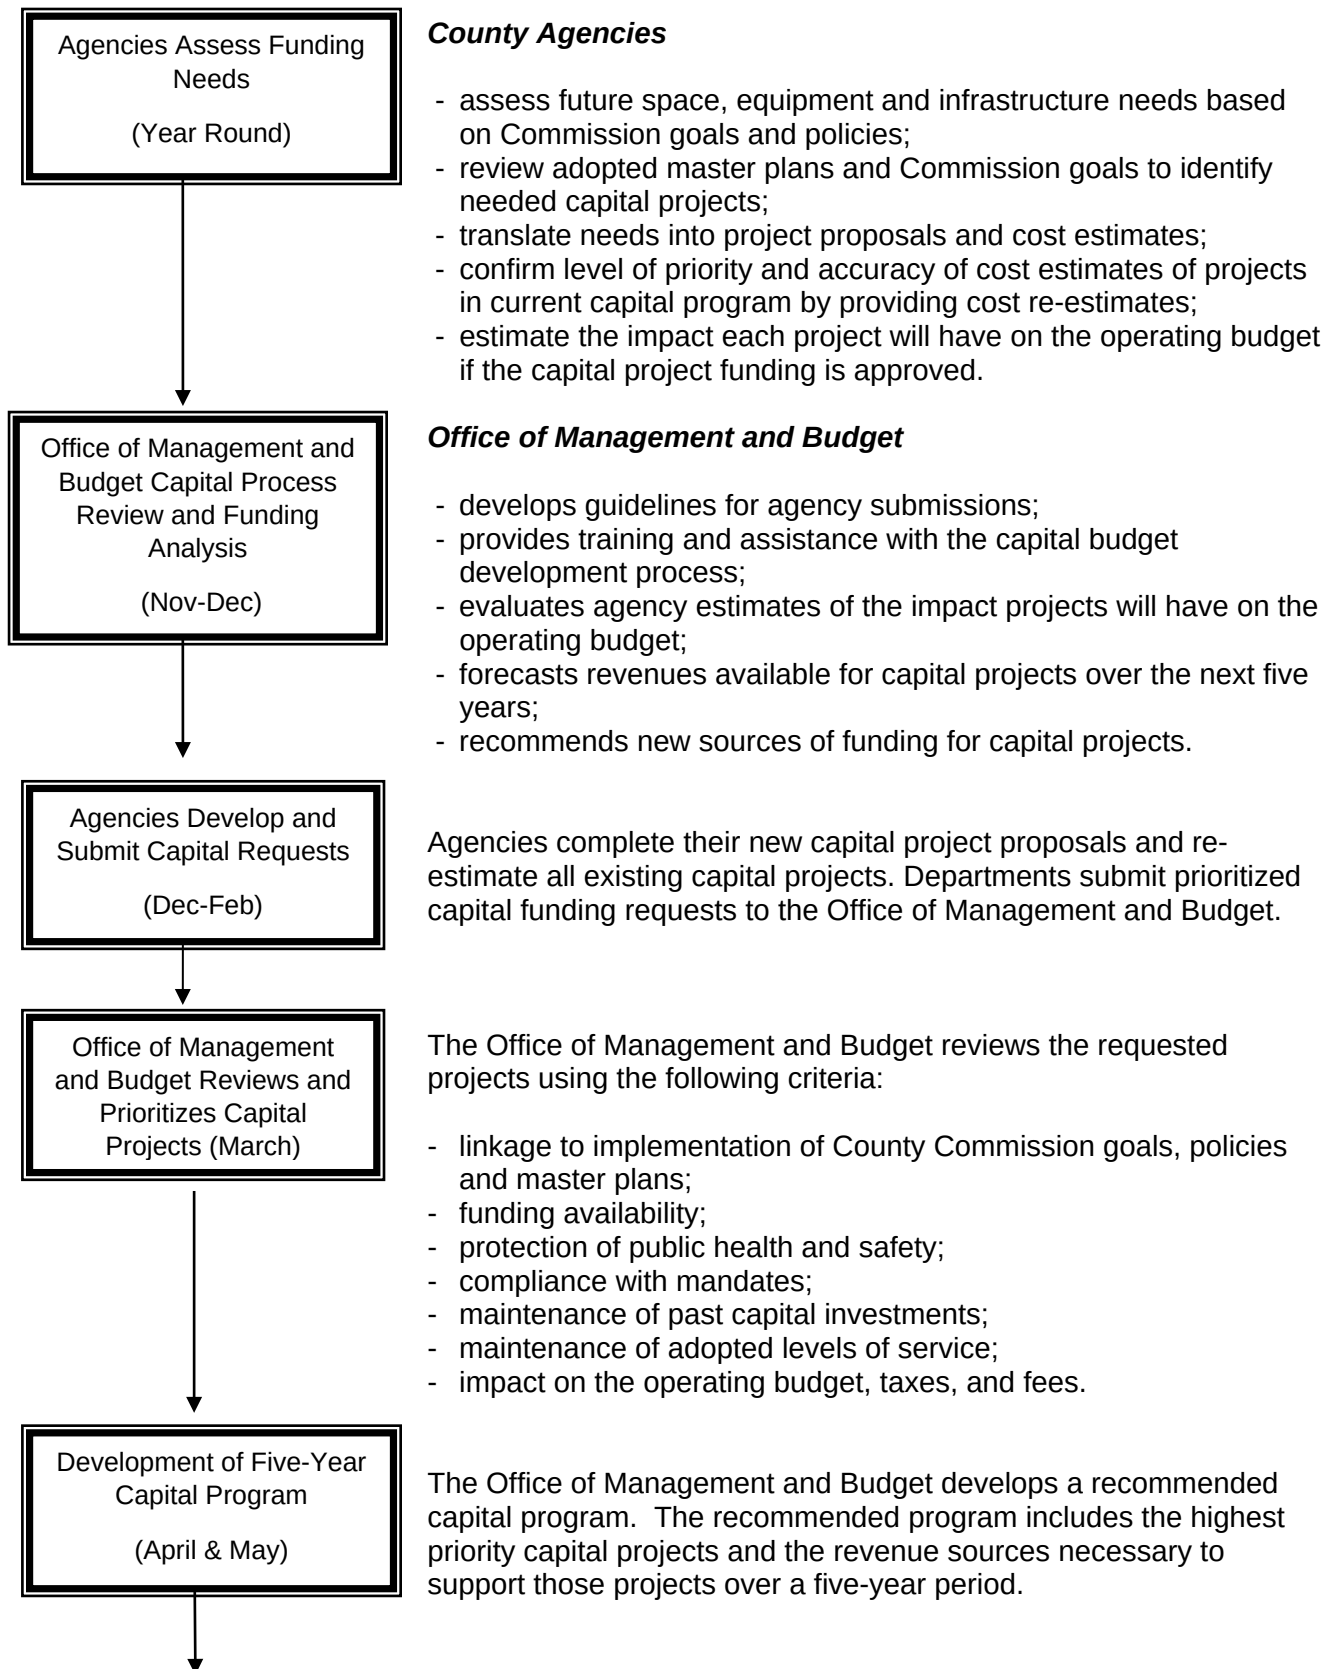 Agencies Assess Funding
Needs
(Year Round)
County Agencies
- assess future space, equipment and infrastructure needs based
on Commission goals and policies;
- review adopted master plans and Commission goals to identify
needed capital projects;
- translate needs into project proposals and cost estimates;
- confirm level of priority and accuracy of cost estimates of projects
in current capital program by providing cost re-estimates;
- estimate the impact each project will have on the operating budget
if the capital project funding is approved.
Office of Management and
Budget Capital Process
Review and Funding
Analysis
(Nov-Dec)
Office of Management and Budget
- develops guidelines for agency submissions;
- provides training and assistance with the capital budget
development process;
- evaluates agency estimates of the impact projects will have on the
operating budget;
- forecasts revenues available for capital projects over the next five
years;
- recommends new sources of funding for capital projects.
Agencies Develop and
Submit Capital Requests
(Dec-Feb)
Agencies complete their new capital project proposals and re-
estimate all existing capital projects. Departments submit prioritized
capital funding requests to the Office of Management and Budget.
Office of Management
and Budget Reviews and
Prioritizes Capital
Projects (March)
The Office of Management and Budget reviews the requested
projects using the following criteria:
- linkage to implementation of County Commission goals, policies
and master plans;
- funding availability;
- protection of public health and safety;
- compliance with mandates;
- maintenance of past capital investments;
- maintenance of adopted levels of service;
- impact on the operating budget, taxes, and fees.
Development of Five-Year
Capital Program
(April & May)
The Office of Management and Budget develops a recommended
capital program.  The recommended program includes the highest
priority capital projects and the revenue sources necessary to
support those projects over a five-year period.